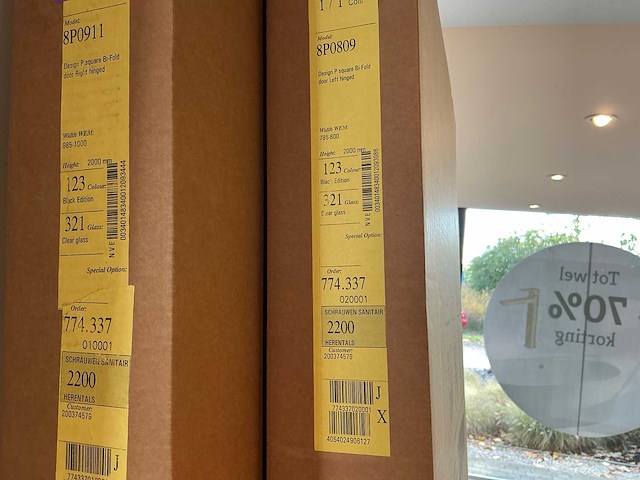 Model:
8P0911
Design P square Bi-Fold
door Right hinged
Width WEM:
985-1000
Height: 2000 mm
123 Colour:
Black Edition
321 Glass:
Clear glass
NVE
Special Option:
Order:
774.337
010001
SCHRAUWEN SANITAIR
2200
HERENTALS
Customer:
200374579
J
1 / 1 Coll
Model:
8P0809
Design P square Bi-Fold
door Left hinged
Width WEM:
785-800
Height: 2000 mm
123 Colour:
Black Edition
321 Glass:
Clear glass
NVE
Special Option:
Order:
774.337
020001
SCHRAUWEN SANITAIR
2200
HERENTALS
Customer:
200374579
J
774337020001
X
4054024906127
Tot wel
70%
korting